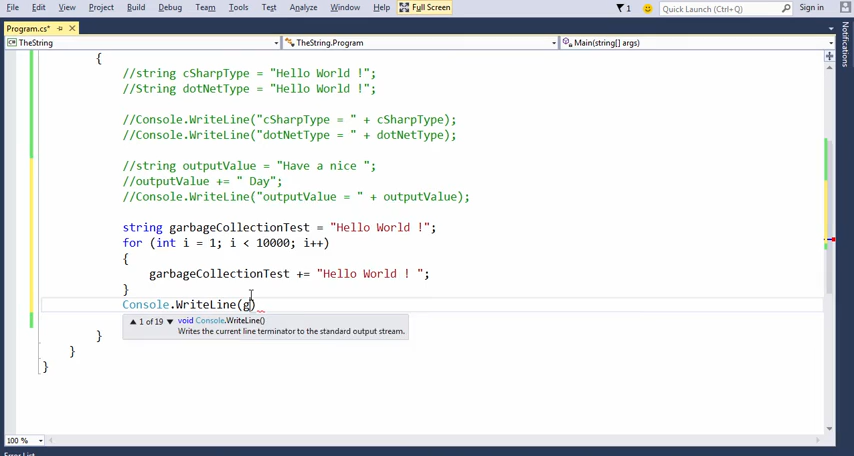 File Edit View Project Build Debug Team Tools Test Analyze Window Help Full Screen 1 Quick Launch (Ctrl+Q) Sign in
Program.cs*
TheString TheString.Program Main(string[] args)
Notifications
{
//string cSharpType = "Hello World !";
//String dotNetType = "Hello World !";
//Console.WriteLine("cSharpType = " + cSharpType);
//Console.WriteLine("dotNetType = " + dotNetType);
//string outputValue = "Have a nice ";
//outputValue += " Day";
//Console.WriteLine("outputValue = " + outputValue);
string garbageCollectionTest = "Hello World !";
for (int i = 1; i < 10000; i++)
{
garbageCollectionTest += "Hello World ! ";
}
Console.WriteLine(g)
1 of 19 void Console.WriteLine()
Writes the current line terminator to the standard output stream.
}
}
}
100 %
Error List